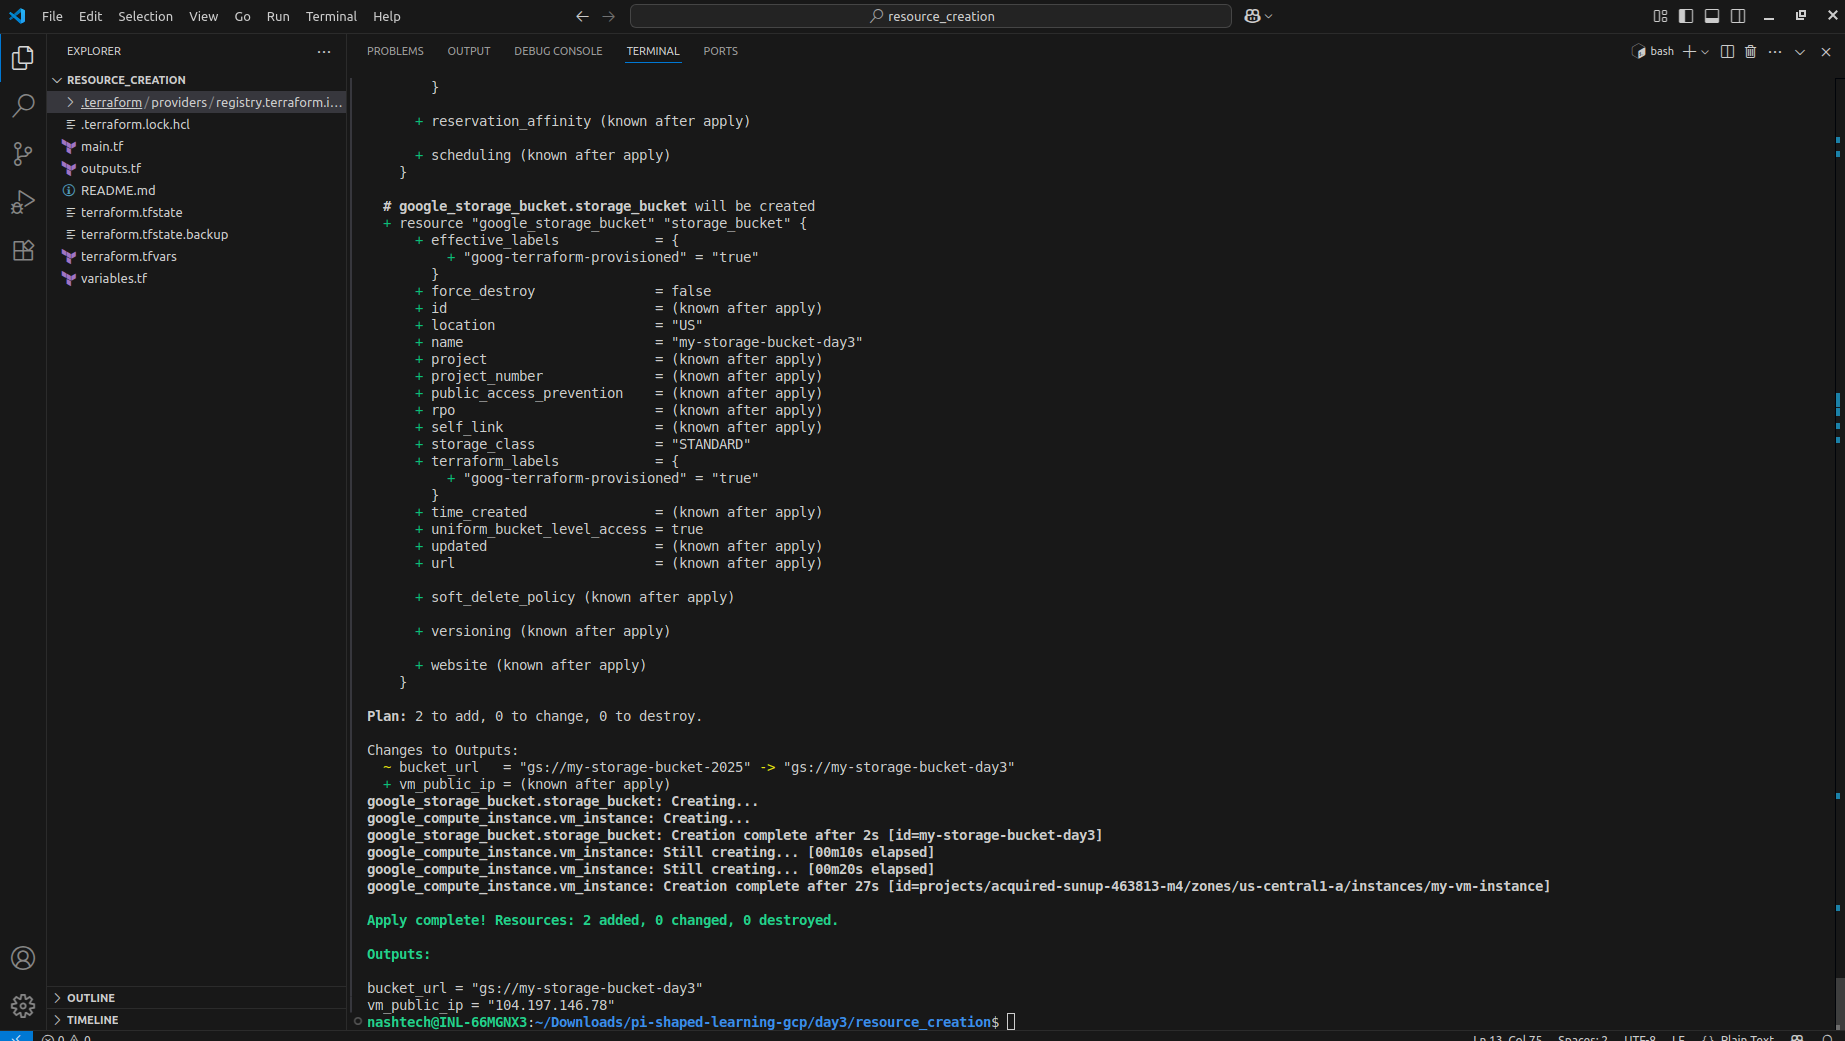 File Edit Selection View Go Run Terminal Help
resource_creation
EXPLORER
RESOURCE_CREATION
.terraform/providers/registry.terraform.i...
.terraform.lock.hcl
main.tf
outputs.tf
README.md
terraform.tfstate
terraform.tfstate.backup
terraform.tfvars
variables.tf
OUTLINE
TIMELINE
PROBLEMS OUTPUT DEBUG CONSOLE TERMINAL PORTS
bash
}
+ reservation_affinity (known after apply)
+ scheduling (known after apply)
}
# google_storage_bucket.storage_bucket will be created
+ resource "google_storage_bucket" "storage_bucket" {
+ effective_labels = {
+ "goog-terraform-provisioned" = "true"
}
+ force_destroy = false
+ id = (known after apply)
+ location = "US"
+ name = "my-storage-bucket-day3"
+ project = (known after apply)
+ project_number = (known after apply)
+ public_access_prevention = (known after apply)
+ rpo = (known after apply)
+ self_link = (known after apply)
+ storage_class = "STANDARD"
+ terraform_labels = {
+ "goog-terraform-provisioned" = "true"
}
+ time_created = (known after apply)
+ uniform_bucket_level_access = true
+ updated = (known after apply)
+ url = (known after apply)
+ soft_delete_policy (known after apply)
+ versioning (known after apply)
+ website (known after apply)
}
Plan: 2 to add, 0 to change, 0 to destroy.
Changes to Outputs:
~ bucket_url = "gs://my-storage-bucket-2025" -> "gs://my-storage-bucket-day3"
+ vm_public_ip = (known after apply)
google_storage_bucket.storage_bucket: Creating...
google_compute_instance.vm_instance: Creating...
google_storage_bucket.storage_bucket: Creation complete after 2s [id=my-storage-bucket-day3]
google_compute_instance.vm_instance: Still creating... [00m10s elapsed]
google_compute_instance.vm_instance: Still creating... [00m20s elapsed]
google_compute_instance.vm_instance: Creation complete after 27s [id=projects/acquired-sunup-463813-m4/zones/us-central1-a/instances/my-vm-instance]
Apply complete! Resources: 2 added, 0 changed, 0 destroyed.
Outputs:
bucket_url = "gs://my-storage-bucket-day3"
vm_public_ip = "104.197.146.78"
nashtech@INL-66MGNX3:~/Downloads/pi-shaped-learning-gcp/day3/resource_creation$
0 0 Ln 13, Col 75 Spaces: 2 UTF-8 LF {} Plain Text